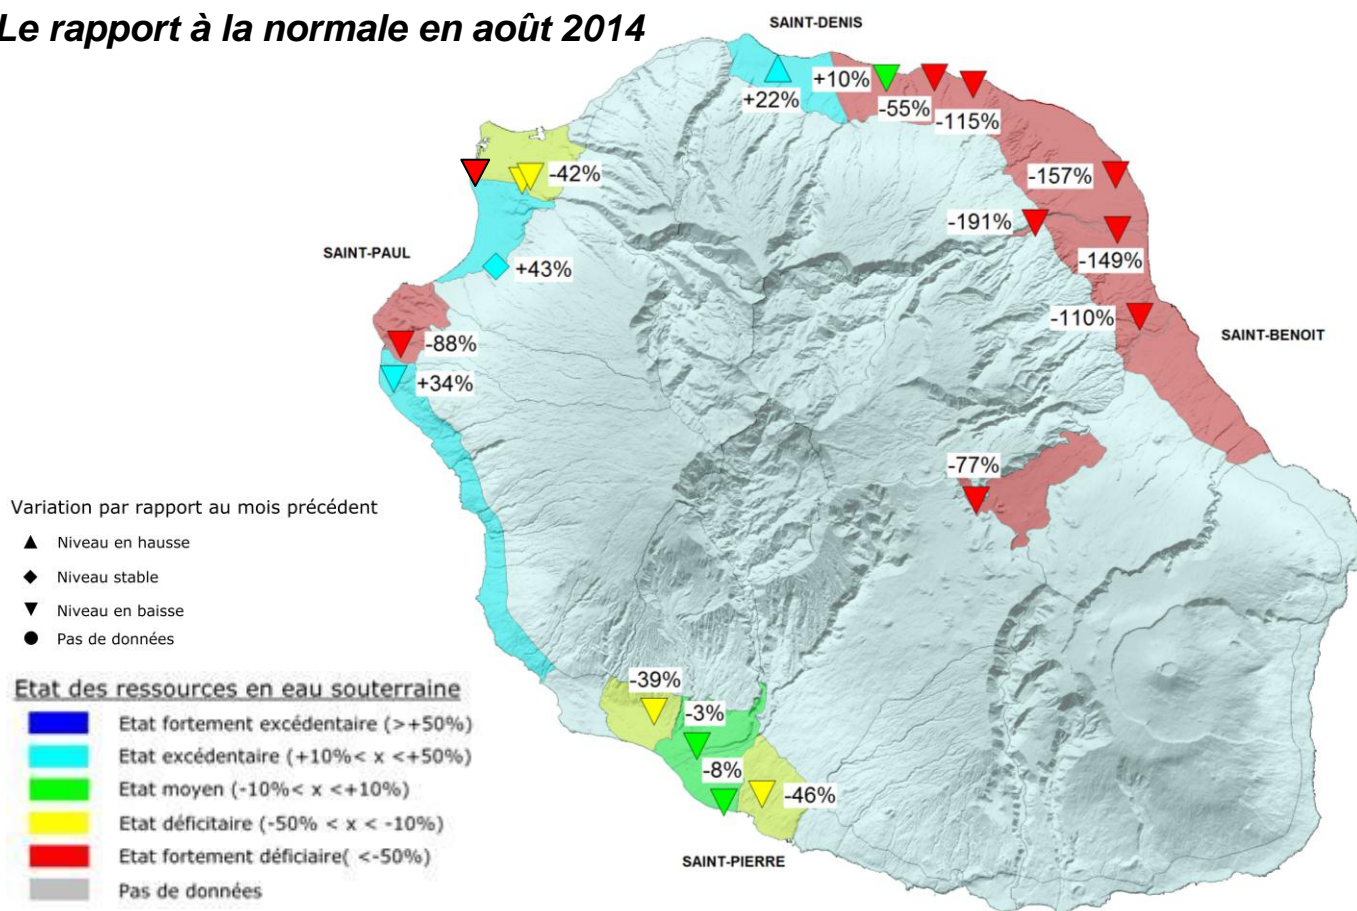 Le rapport à la normale en août 2014
SAINT-DENIS
+10%
+22%
-55%
-115%
-42%
-157%
-191%
SAINT-PAUL
+43%
-149%
-110%
SAINT-BENOIT
-88%
+34%
-77%
Variation par rapport au mois précédent
Niveau en hausse
Niveau stable
Niveau en baisse
Pas de données
-39%
-3%
-8%
-46%
SAINT-PIERRE
Etat des ressources en eau souterraine
Etat fortement excédentaire (>+50%)
Etat excédentaire (+10%< x <+50%)
Etat moyen (-10%< x <+10%)
Etat déficitaire (-50% < x < -10%)
Etat fortement déficiaire( <-50%)
Pas de données